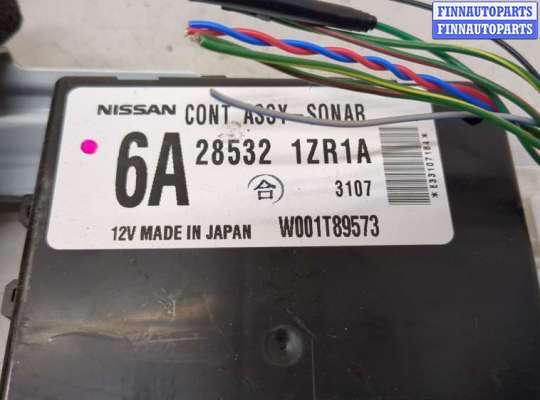 FINNAUTOPARTS
FINNAUTOPARTS
NISSAN CONT ASSY-SONAR
6A 28532 1ZR1A
合 3107
12V MADE IN JAPAN W001T89573